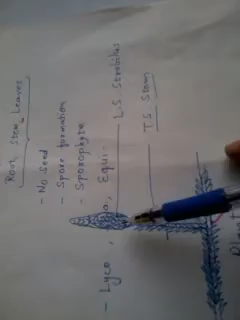 Root, Stem, Leaves
- No seed
- Spore formation
- Sporophyte
- Lyco , Equi..
L.S. Strobilus
T.S Stem